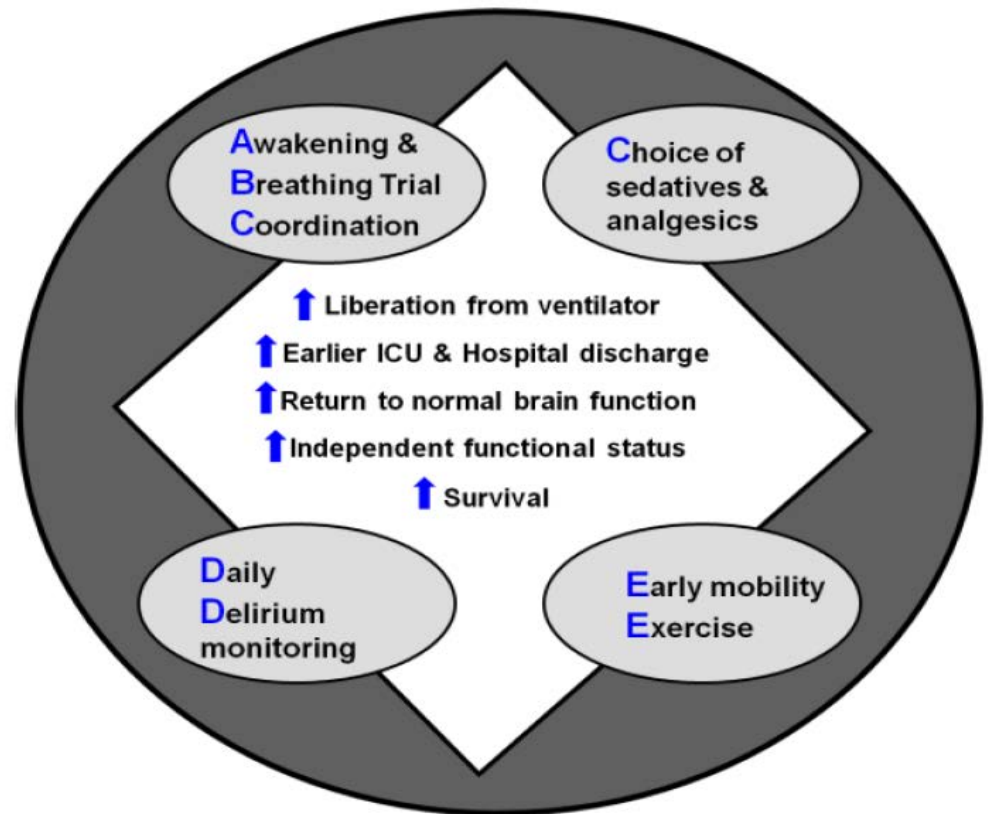 Awakening &
Breathing Trial
Coordination
Choice of
sedatives &
analgesics
Liberation from ventilator
Earlier ICU & Hospital discharge
Return to normal brain function
Independent functional status
Survival
Daily
Delirium
monitoring
Early mobility
Exercise